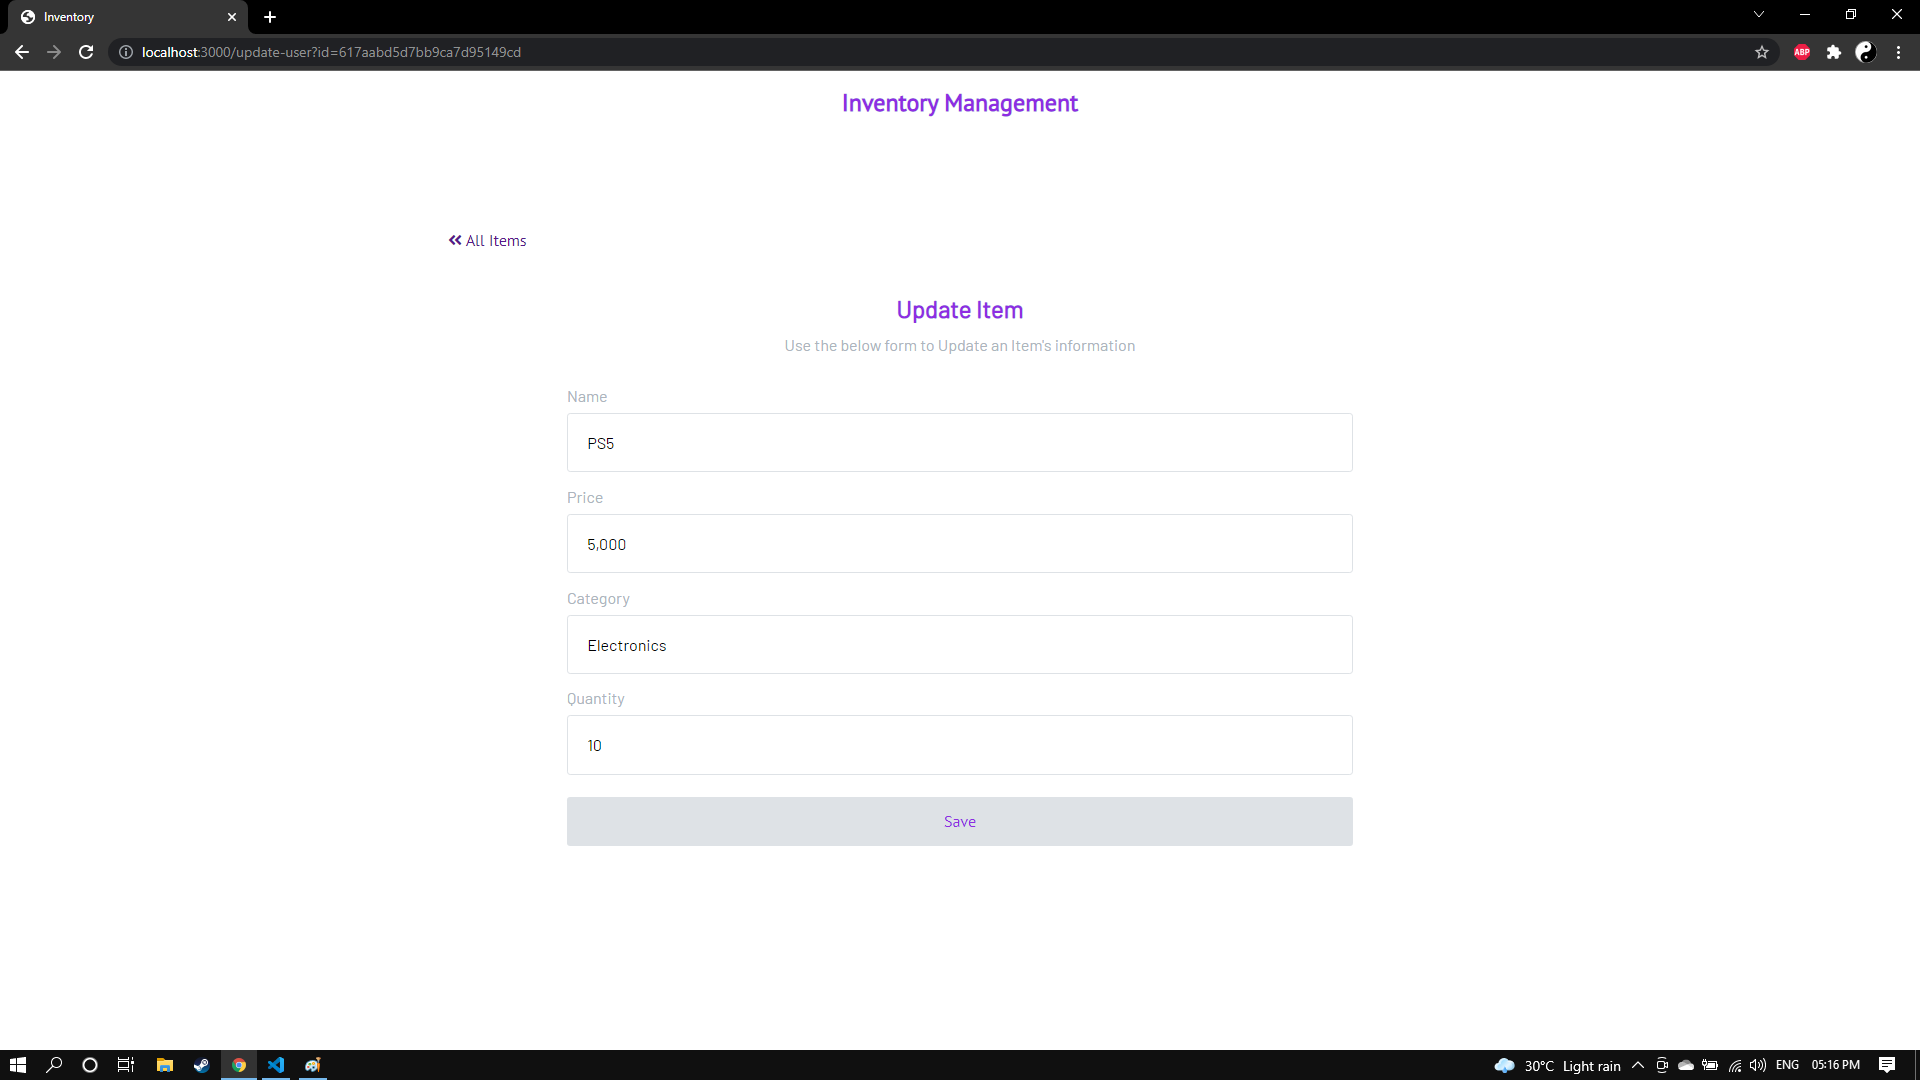 Inventory
localhost:3000/update-user?id=617aabd5d7bb9ca7d95149cd
ABP
Inventory Management
All Items
Update Item
Use the below form to Update an Item's information
Name
PS5
Price
5,000
Category
Electronics
Quantity
10
Save
30°C Light rain
ENG
05:16 PM